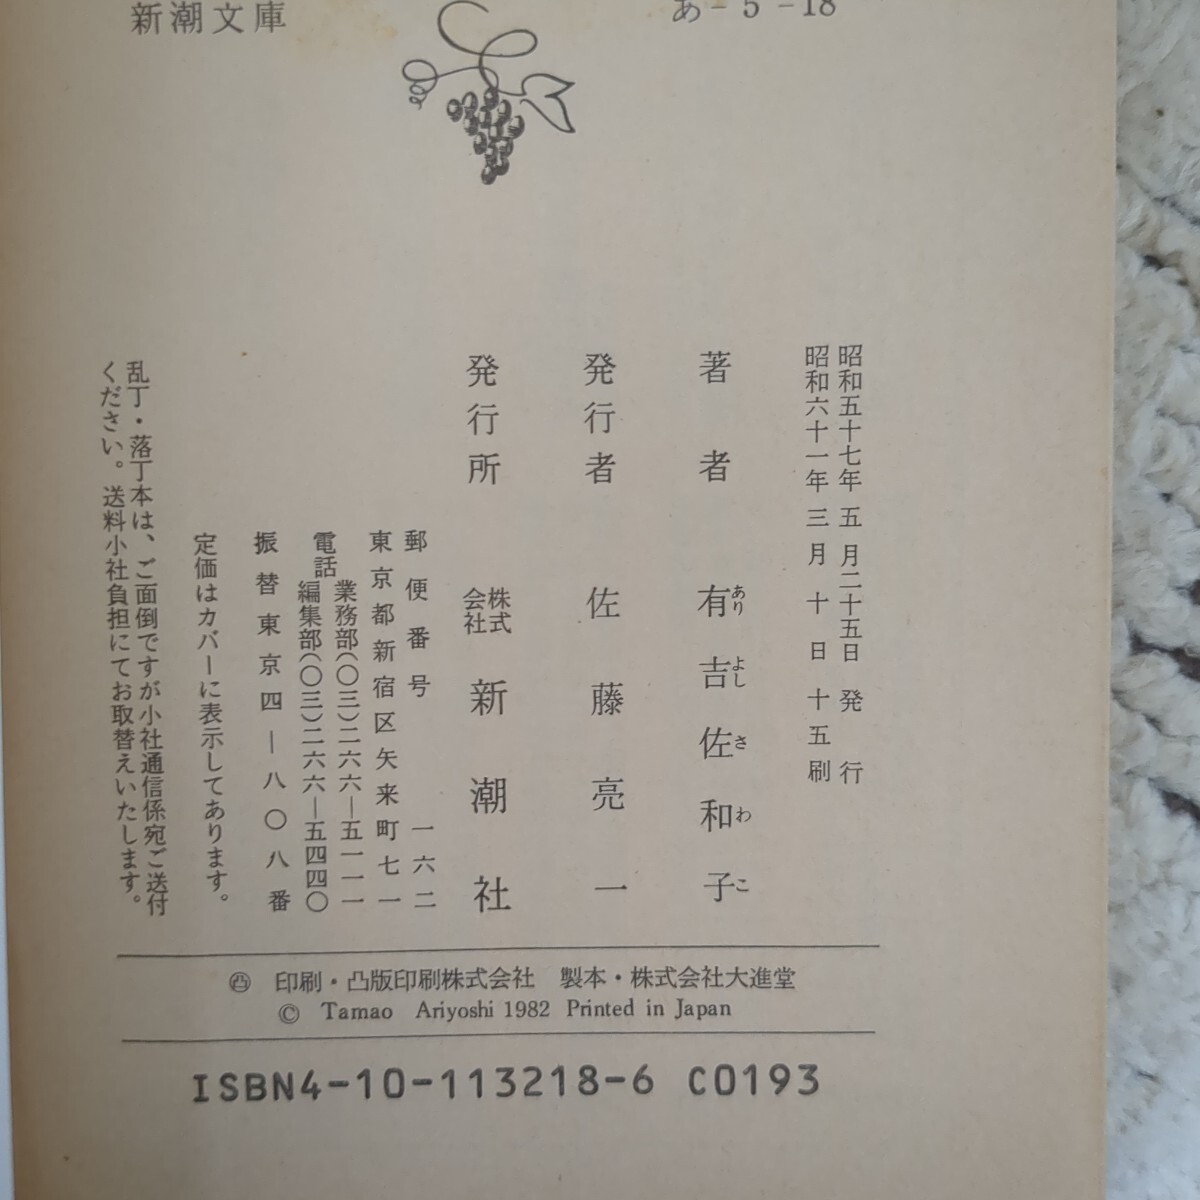 新潮文庫
あ-5-18
昭和五十七年五月二十五日発行
昭和六十一年三月十日十五刷
著者 有吉佐和子
あり よし さ わ こ
発行者 佐藤亮一
発行所 株式会社 新潮社
郵便番号 一六二
東京都新宿区矢来町七一
電話 業務部(〇三)二六六―五一一一
編集部(〇三)二六六―五四四〇
振替東京四―八〇八番
定価はカバーに表示してあります。
乱丁・落丁本は、ご面倒ですが小社通信係宛ご送付
ください。送料小社負担にてお取替えいたします。
印刷・凸版印刷株式会社 製本・株式会社大進堂
© Tamao Ariyoshi 1982 Printed in Japan
ISBN4-10-113218-6 C0193